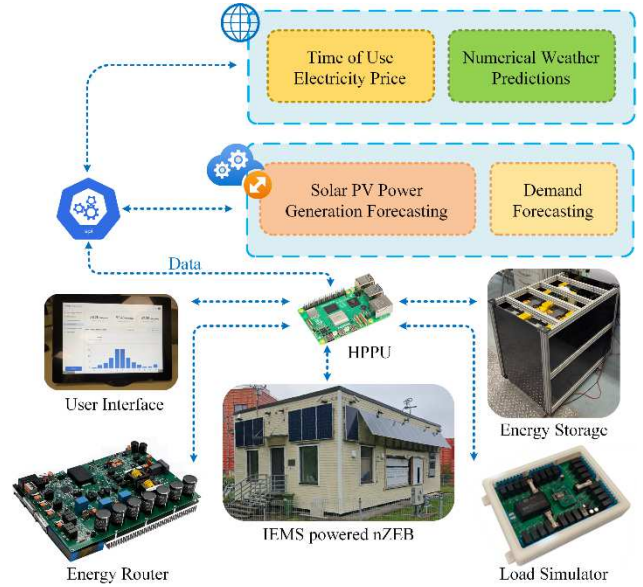 Time of Use
Electricity Price
Numerical Weather
Predictions
Solar PV Power
Generation Forecasting
Demand
Forecasting
Data
HPPU
User Interface
Energy Storage
IEMS powered nZEB
Energy Router
Load Simulator